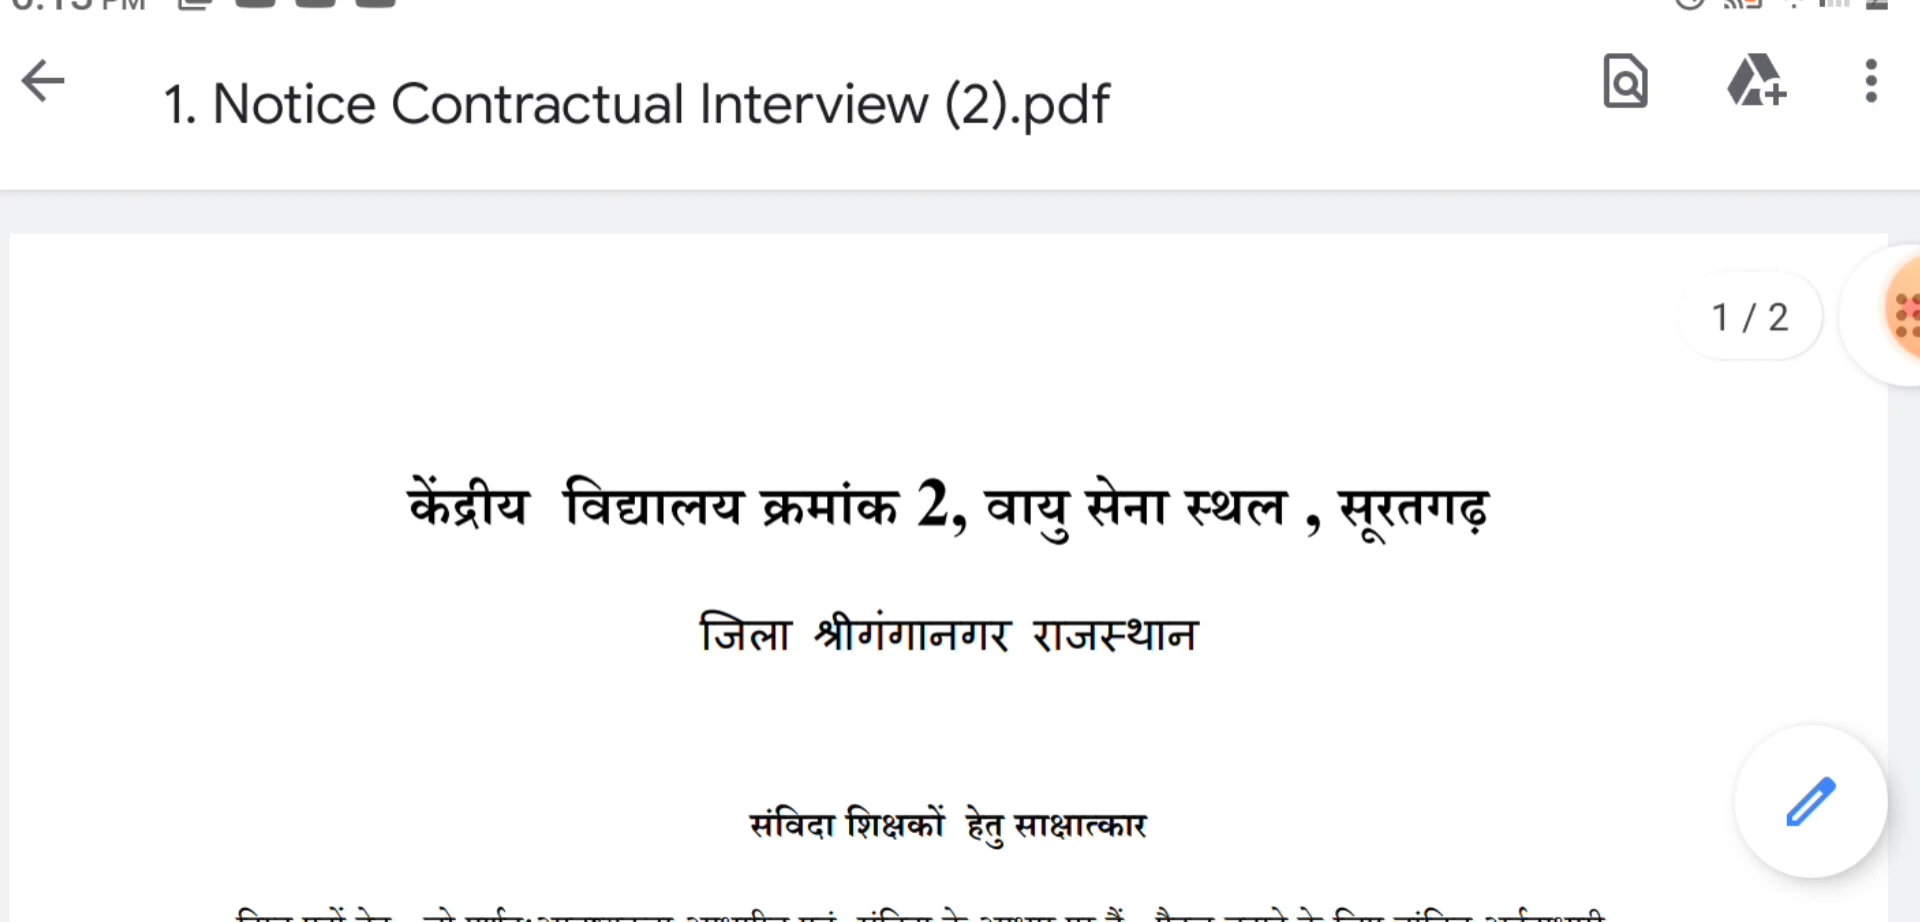 1. Notice Contractual Interview (2).pdf
1 / 2
केंद्रीय विद्यालय क्रमांक 2, वायु सेना स्थल , सूरतगढ़
जिला श्रीगंगानगर राजस्थान
संविदा शिक्षकों हेतु साक्षात्कार